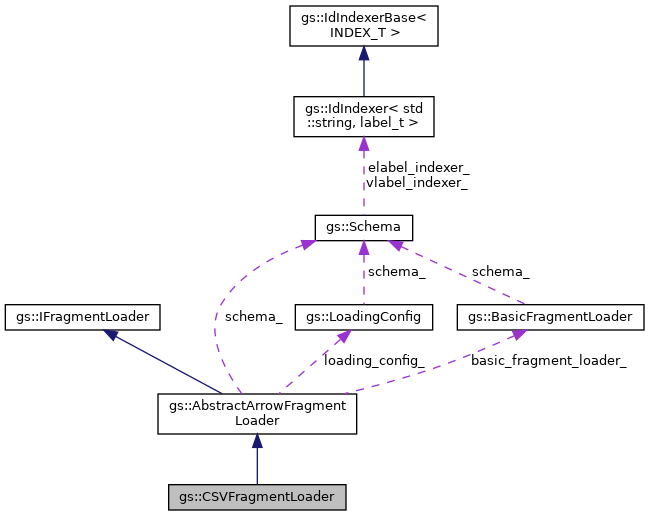 gs::IdIndexerBase<
INDEX_T >
gs::IdIndexer< std
::string, label_t >
elabel_indexer_
vlabel_indexer_
gs::Schema
schema_
schema_
schema_
gs::IFragmentLoader
gs::LoadingConfig
gs::BasicFragmentLoader
loading_config_
basic_fragment_loader_
gs::AbstractArrowFragment
Loader
gs::CSVFragmentLoader